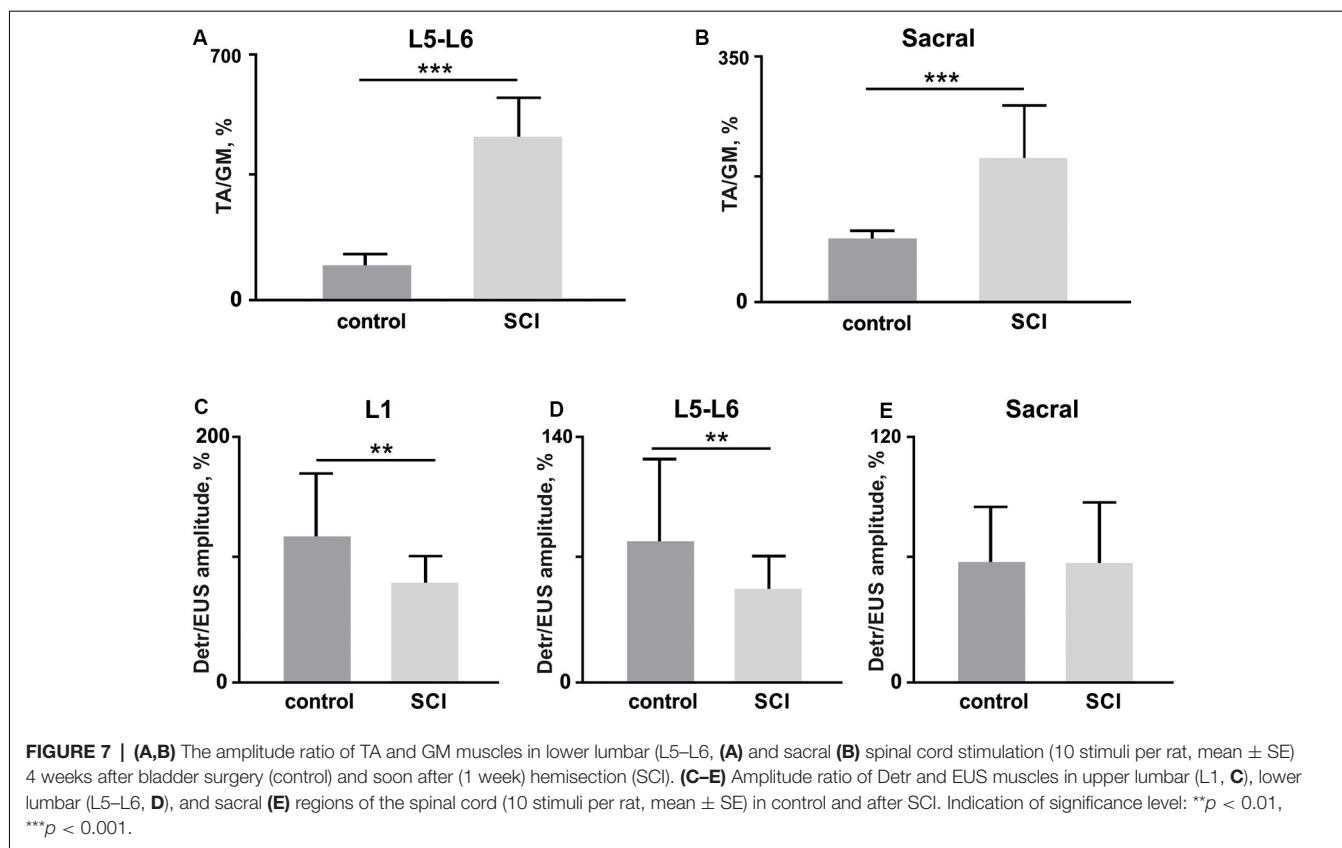 A
L5-L6
700
***
TA/GM, %
0
control
SCI
B
Sacral
350
***
TA/GM, %
0
control
SCI
C
L1
200
**
Detr/EUS amplitude, %
0
control
SCI
D
L5-L6
140
**
Detr/EUS amplitude, %
0
control
SCI
E
Sacral
120
Detr/EUS amplitude, %
0
control
SCI
FIGURE 7 | (A,B) The amplitude ratio of TA and GM muscles in lower lumbar (L5–L6, (A) and sacral (B) spinal cord stimulation (10 stimuli per rat, mean ± SE)
4 weeks after bladder surgery (control) and soon after (1 week) hemisection (SCI). (C–E) Amplitude ratio of Detr and EUS muscles in upper lumbar (L1, C), lower
lumbar (L5–L6, D), and sacral (E) regions of the spinal cord (10 stimuli per rat, mean ± SE) in control and after SCI. Indication of significance level: **p < 0.01,
***p < 0.001.